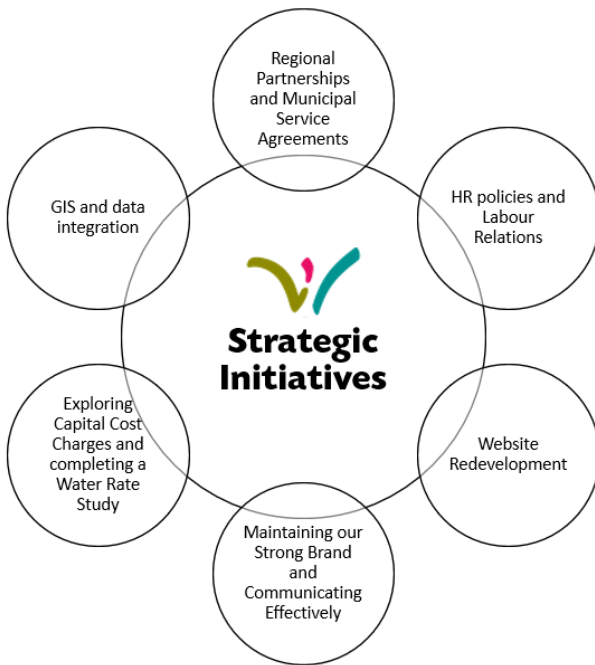 Regional
Partnerships
and Municipal
Service
Agreements
GIS and data
integration
HR policies and
Labour
Relations
Strategic
Initiatives
Exploring
Capital Cost
Charges and
completing a
Water Rate
Study
Website
Redevelopment
Maintaining our
Strong Brand
and
Communicating
Effectively